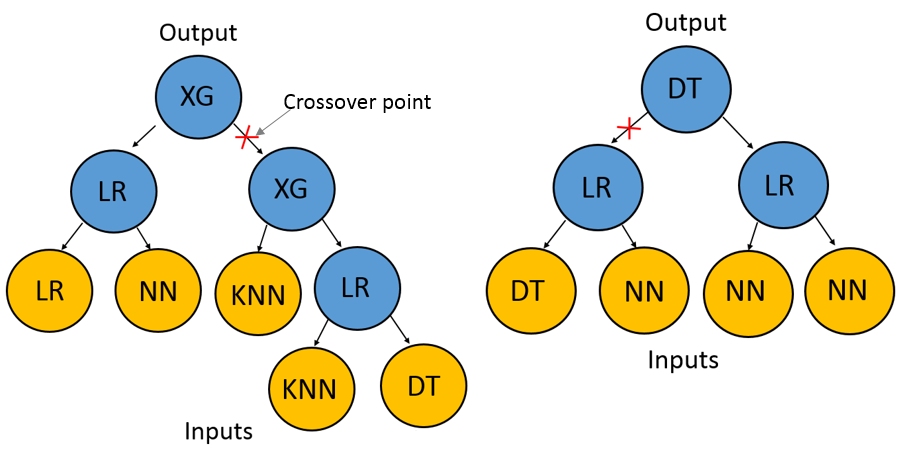 Output
XG
Crossover point
LR
XG
LR
NN
KNN
LR
KNN
DT
Inputs
Output
DT
LR
LR
DT
NN
NN
NN
Inputs